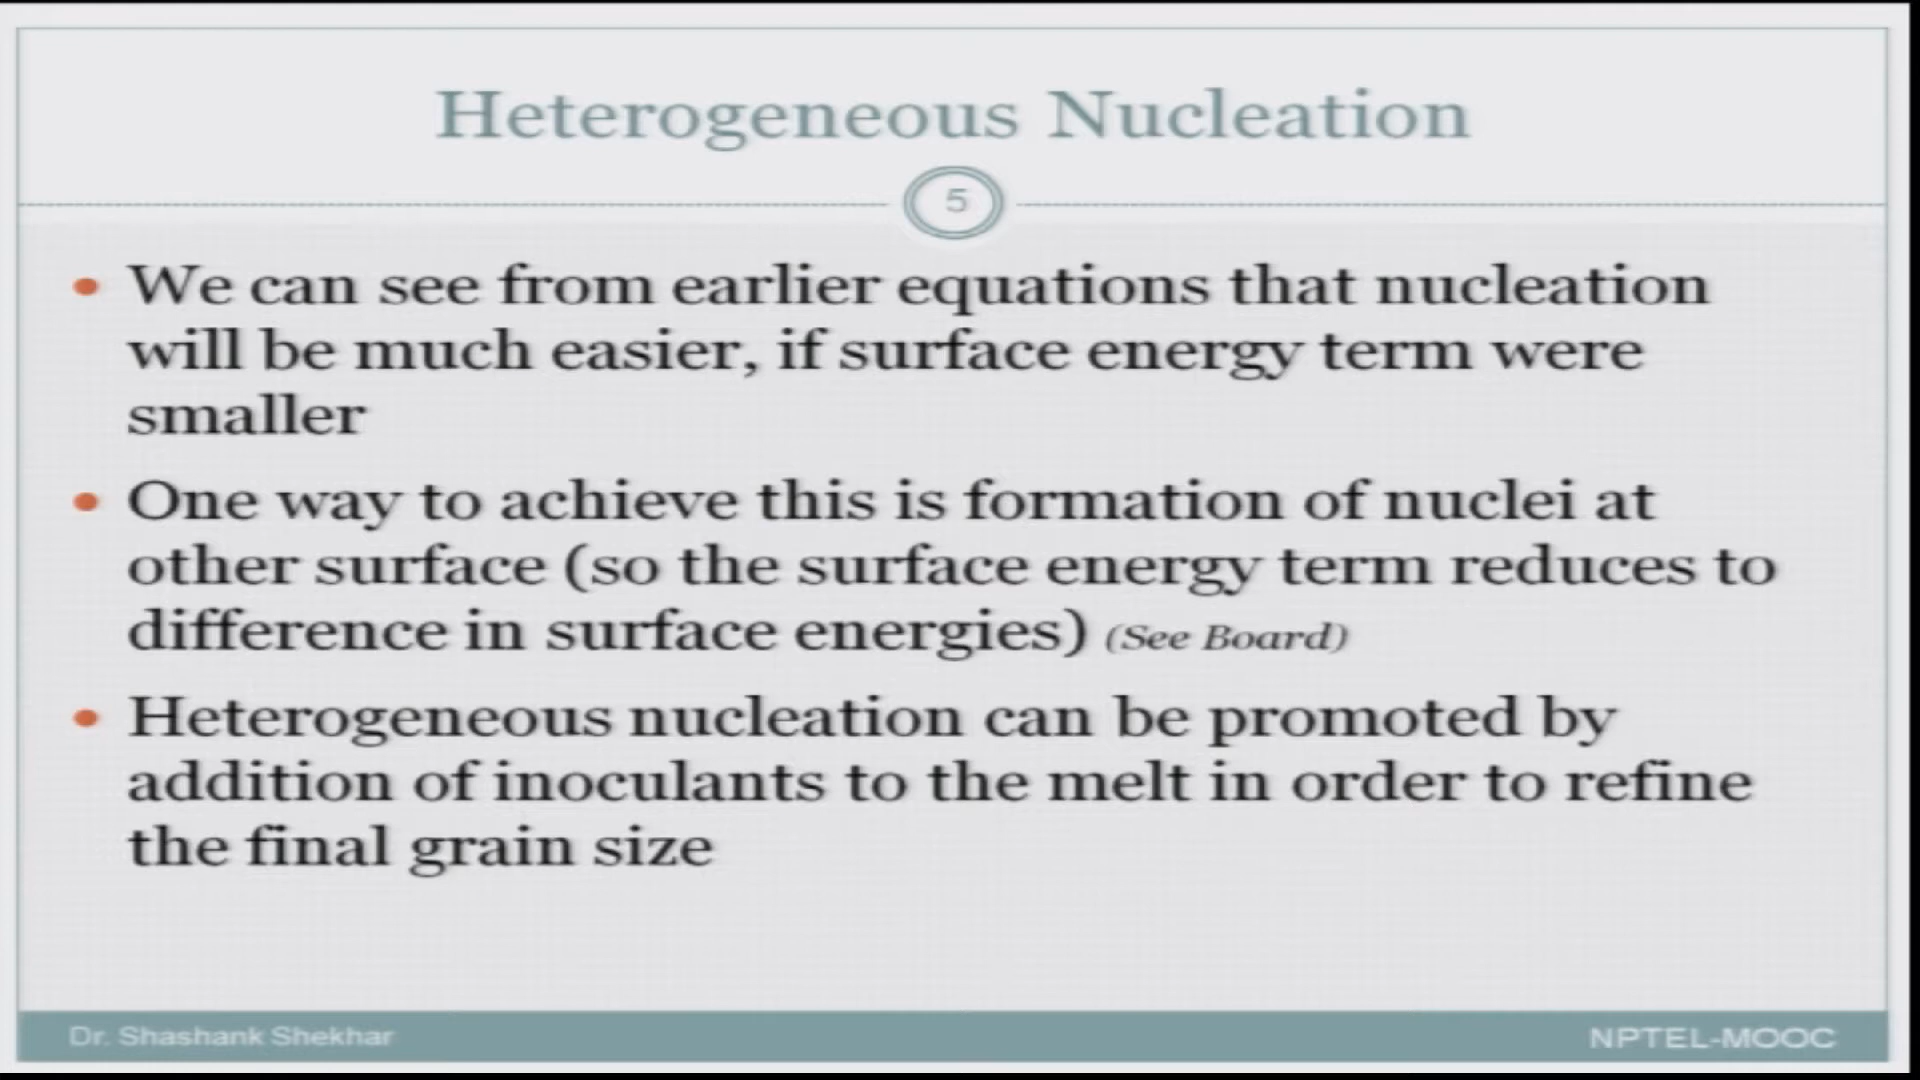 Heterogeneous Nucleation
5
• We can see from earlier equations that nucleation
will be much easier, if surface energy term were
smaller
• One way to achieve this is formation of nuclei at
other surface (so the surface energy term reduces to
difference in surface energies) (See Board)
• Heterogeneous nucleation can be promoted by
addition of inoculants to the melt in order to refine
the final grain size
Dr. Shashank Shekhar
NPTEL-MOOC